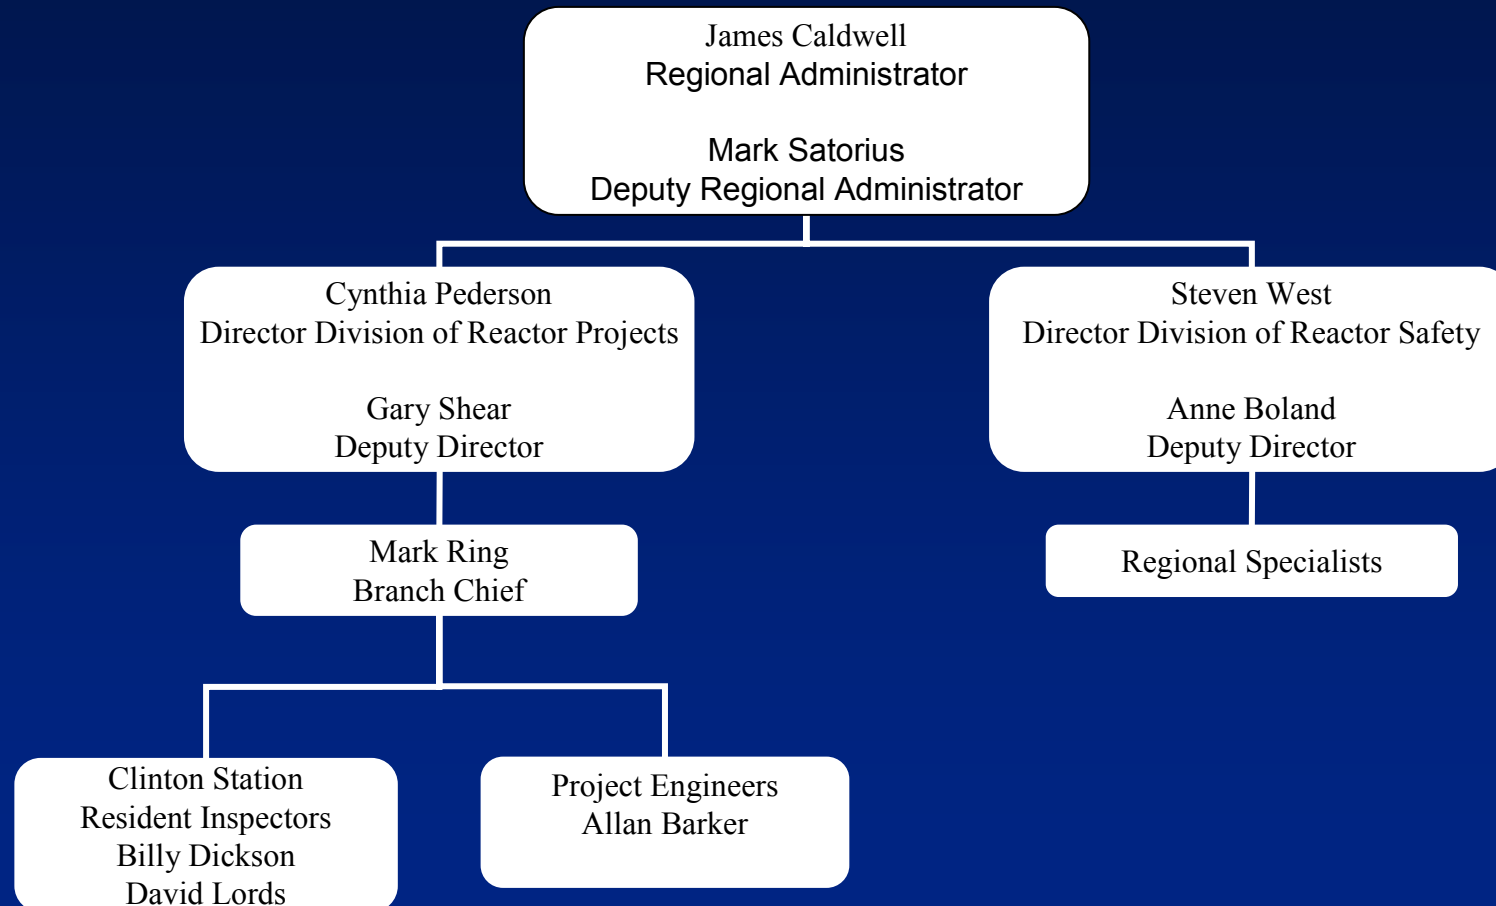 James Caldwell
Regional Administrator
Mark Satorius
Deputy Regional Administrator
Cynthia Pederson
Director Division of Reactor Projects
Gary Shear
Deputy Director
Steven West
Director Division of Reactor Safety
Anne Boland
Deputy Director
Mark Ring
Branch Chief
Regional Specialists
Clinton Station
Resident Inspectors
Billy Dickson
David Lords
Project Engineers
Allan Barker